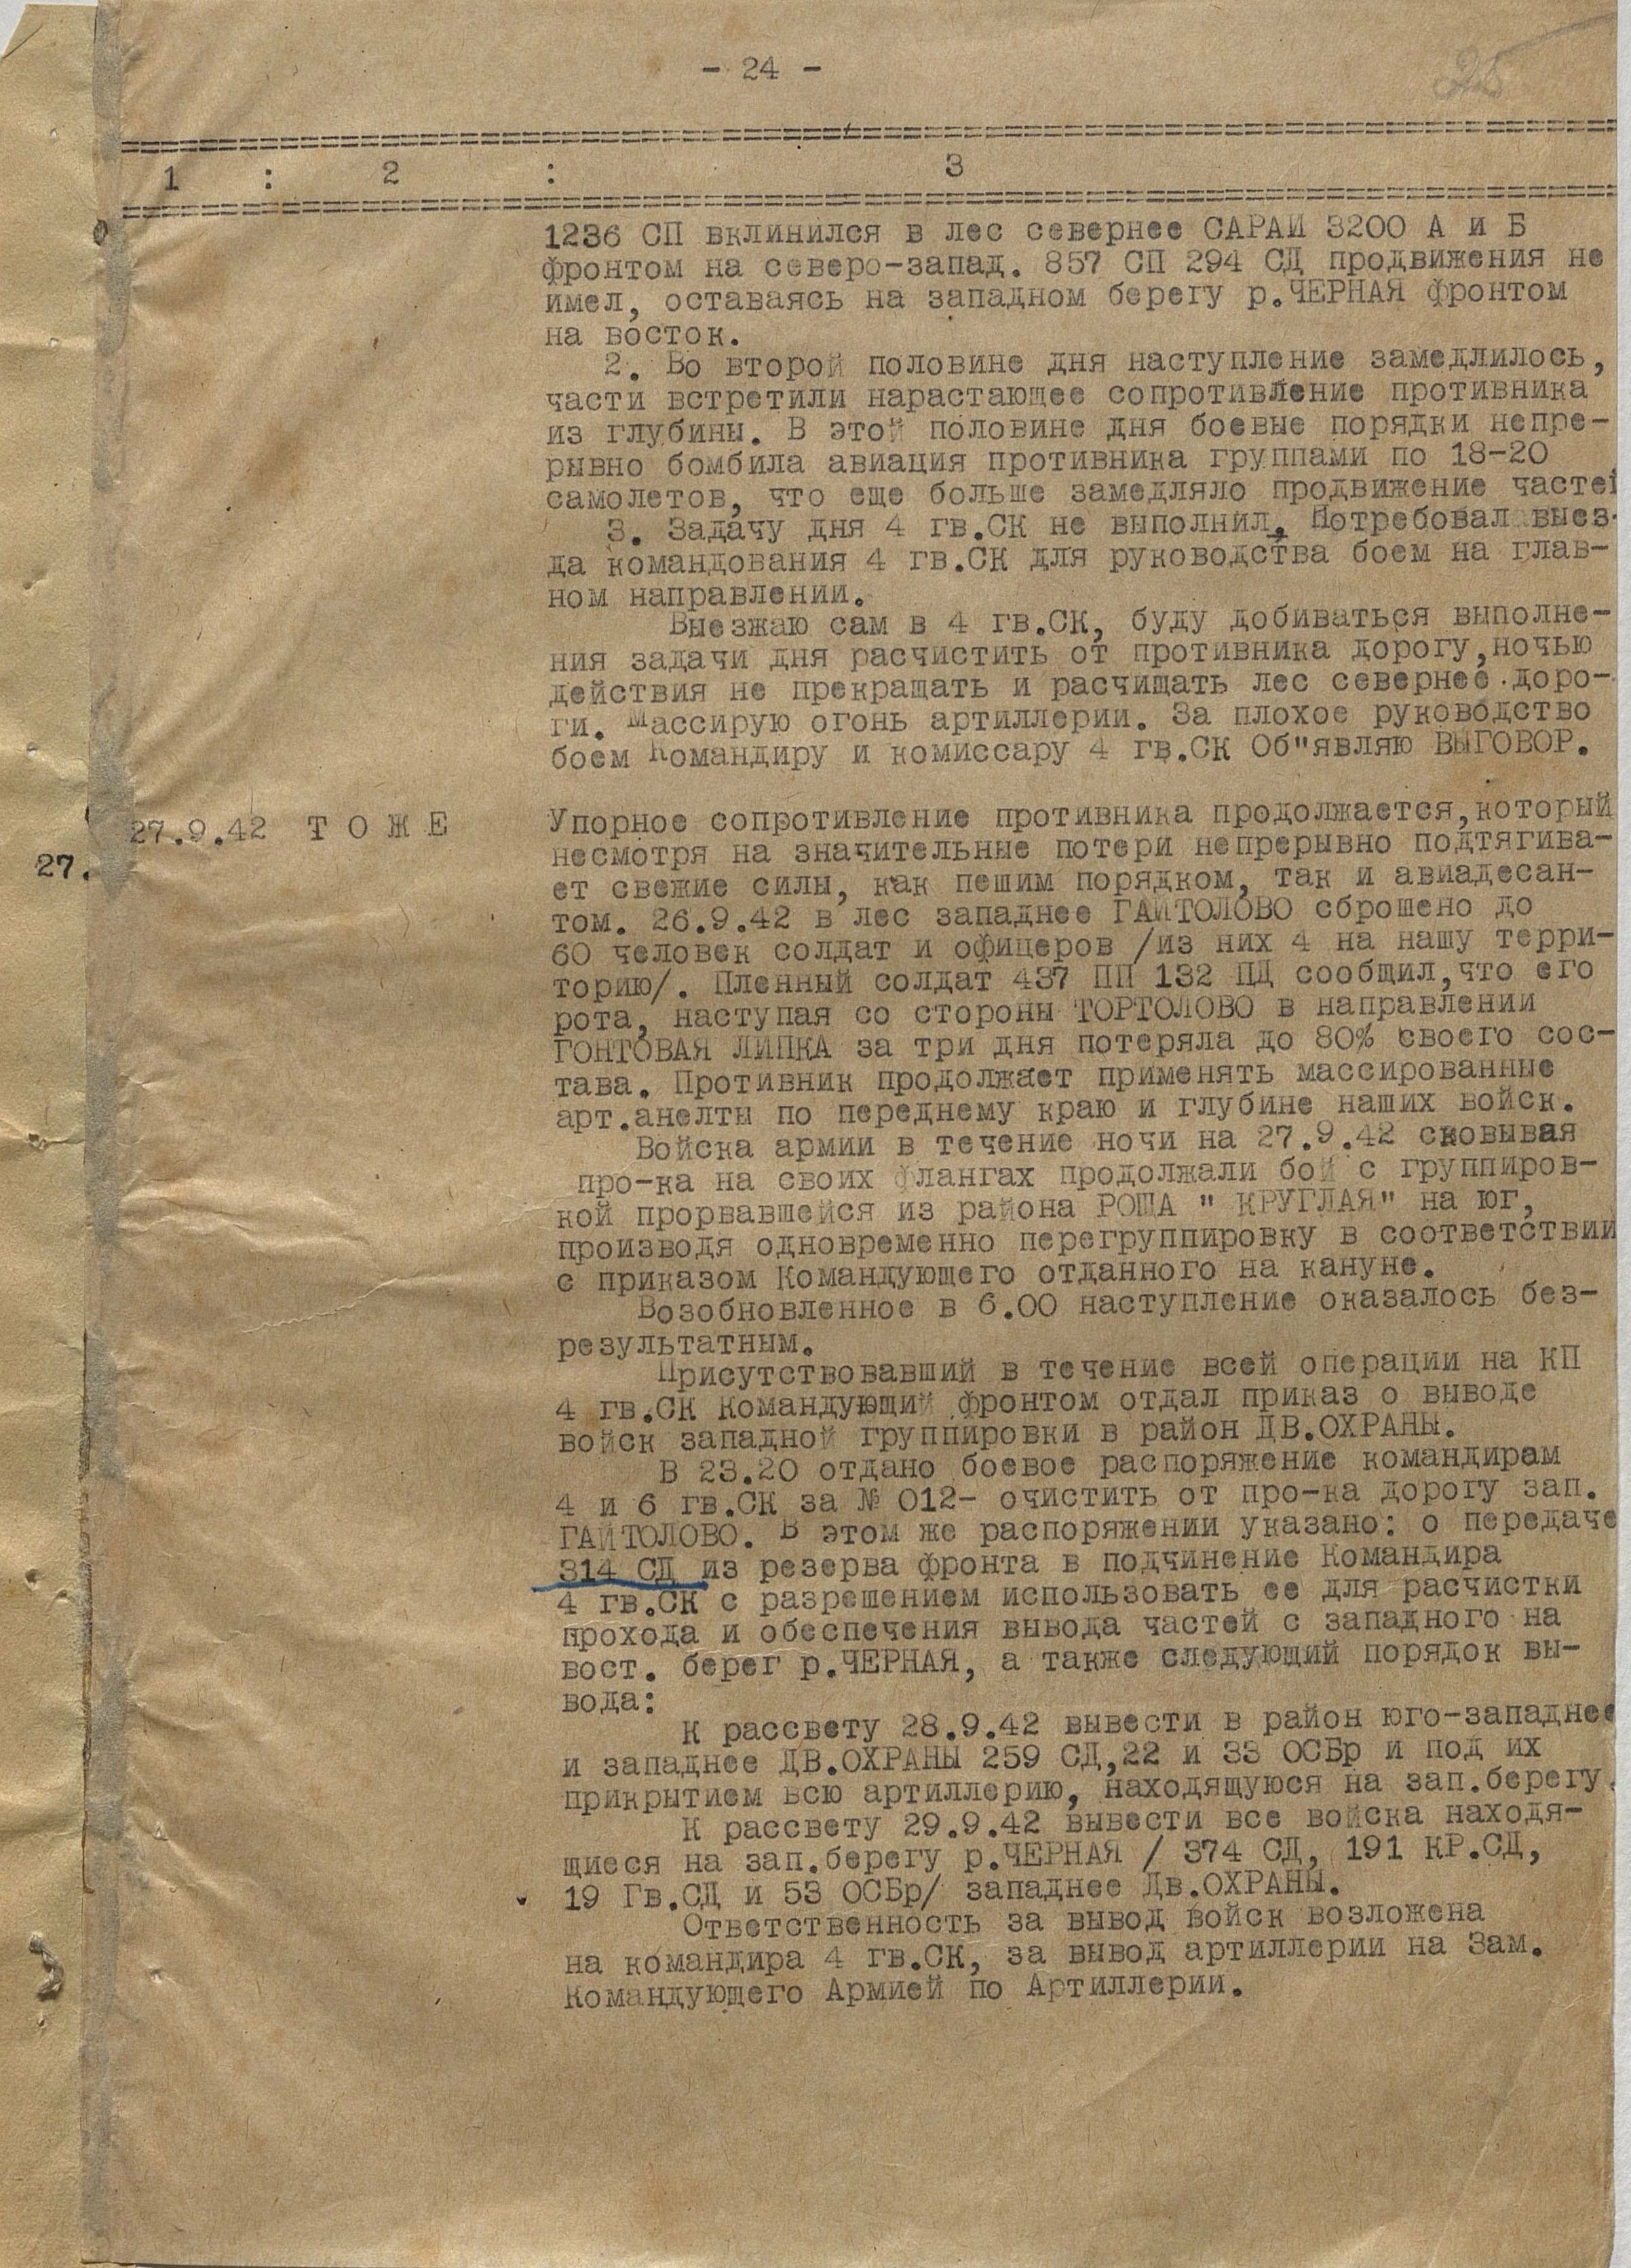 - 24 -
25
1 : 2 : 3
1236 СП вклинился в лес севернее САРАЙ 3200 А и Б
фронтом на северо-запад. 857 СП 294 СД продвижения не
имел, оставаясь на западном берегу р.ЧЕРНАЯ фронтом
на восток.
2. Во второй половине дня наступление замедлилось,
части встретили нарастающее сопротивление противника
из глубины. В этой половине дня боевые порядки непре-
рывно бомбила авиация противника группами по 18-20
самолетов, что еще больше замедляло продвижение частей
3. Задачу дня 4 гв.СК не выполнил, Потребовал выез-
да командования 4 гв.СК для руководства боем на глав-
ном направлении.
Выезжаю сам в 4 гв.СК, буду добиваться выполне-
ния задачи дня расчистить от противника дорогу,ночью
действия не прекращать и расчищать лес севернее доро-
ги. Массирую огонь артиллерии. За плохое руководство
боем Командиру и комиссару 4 гв.СК Об"являю ВЫГОВОР.
27.9.42 Т О Ж Е Упорное сопротивление противника продолжается,который
27. несмотря на значительные потери непрерывно подтягива-
ет свежие силы, как пешим порядком, так и авиадесан-
том. 26.9.42 в лес западнее ГАЙТОЛОВО сброшено до
60 человек солдат и офицеров /из них 4 на нашу терри-
торию/. Пленный солдат 437 ПП 132 ПД сообщил,что его
рота, наступая со стороны ТОРТОЛОВО в направлении
ГОНТОВАЯ ЛИПКА за три дня потеряла до 80% своего сос-
тава. Противник продолжает применять массированные
арт.анелты по переднему краю и глубине наших войск.
Войска армии в течение ночи на 27.9.42 сковывая
про-ка на своих флангах продолжали бой с группиров-
кой прорвавшейся из района РОЩА " КРУГЛАЯ" на юг,
производя одновременно перегруппировку в соответствии
с приказом Командующего отданного на кануне.
Возобновленное в 6.00 наступление оказалось без-
результатным.
Присутствовавший в течение всей операции на КП
4 гв.СК Командующий фронтом отдал приказ о выводе
войск западной группировки в район ДВ.ОХРАНЫ.
В 23.20 отдано боевое распоряжение командирам
4 и 6 гв.СК за № 012- очистить от про-ка дорогу зап.
ГАЙТОЛОВО. В этом же распоряжении указано: о передаче
314 СД из резерва фронта в подчинение Командира
4 гв.СК с разрешением использовать ее для расчистки
прохода и обеспечения вывода частей с западного на
вост. берег р.ЧЕРНАЯ, а также следующий порядок вы-
вода:
К рассвету 28.9.42 вывести в район юго-западнее
и западнее ДВ.ОХРАНЫ 259 СД,22 и 33 ОСБр и под их
прикрытием всю артиллерию, находящуюся на зап.берегу.
К рассвету 29.9.42 вывести все войска находя-
щиеся на зап.берегу р.ЧЕРНАЯ / 374 СД, 191 КР.СД,
19 Гв.СД и 53 ОСБр/ западнее Дв.ОХРАНЫ.
Ответственность за вывод войск возложена
на командира 4 гв.СК, за вывод артиллерии на Зам.
Командующего Армией по Артиллерии.